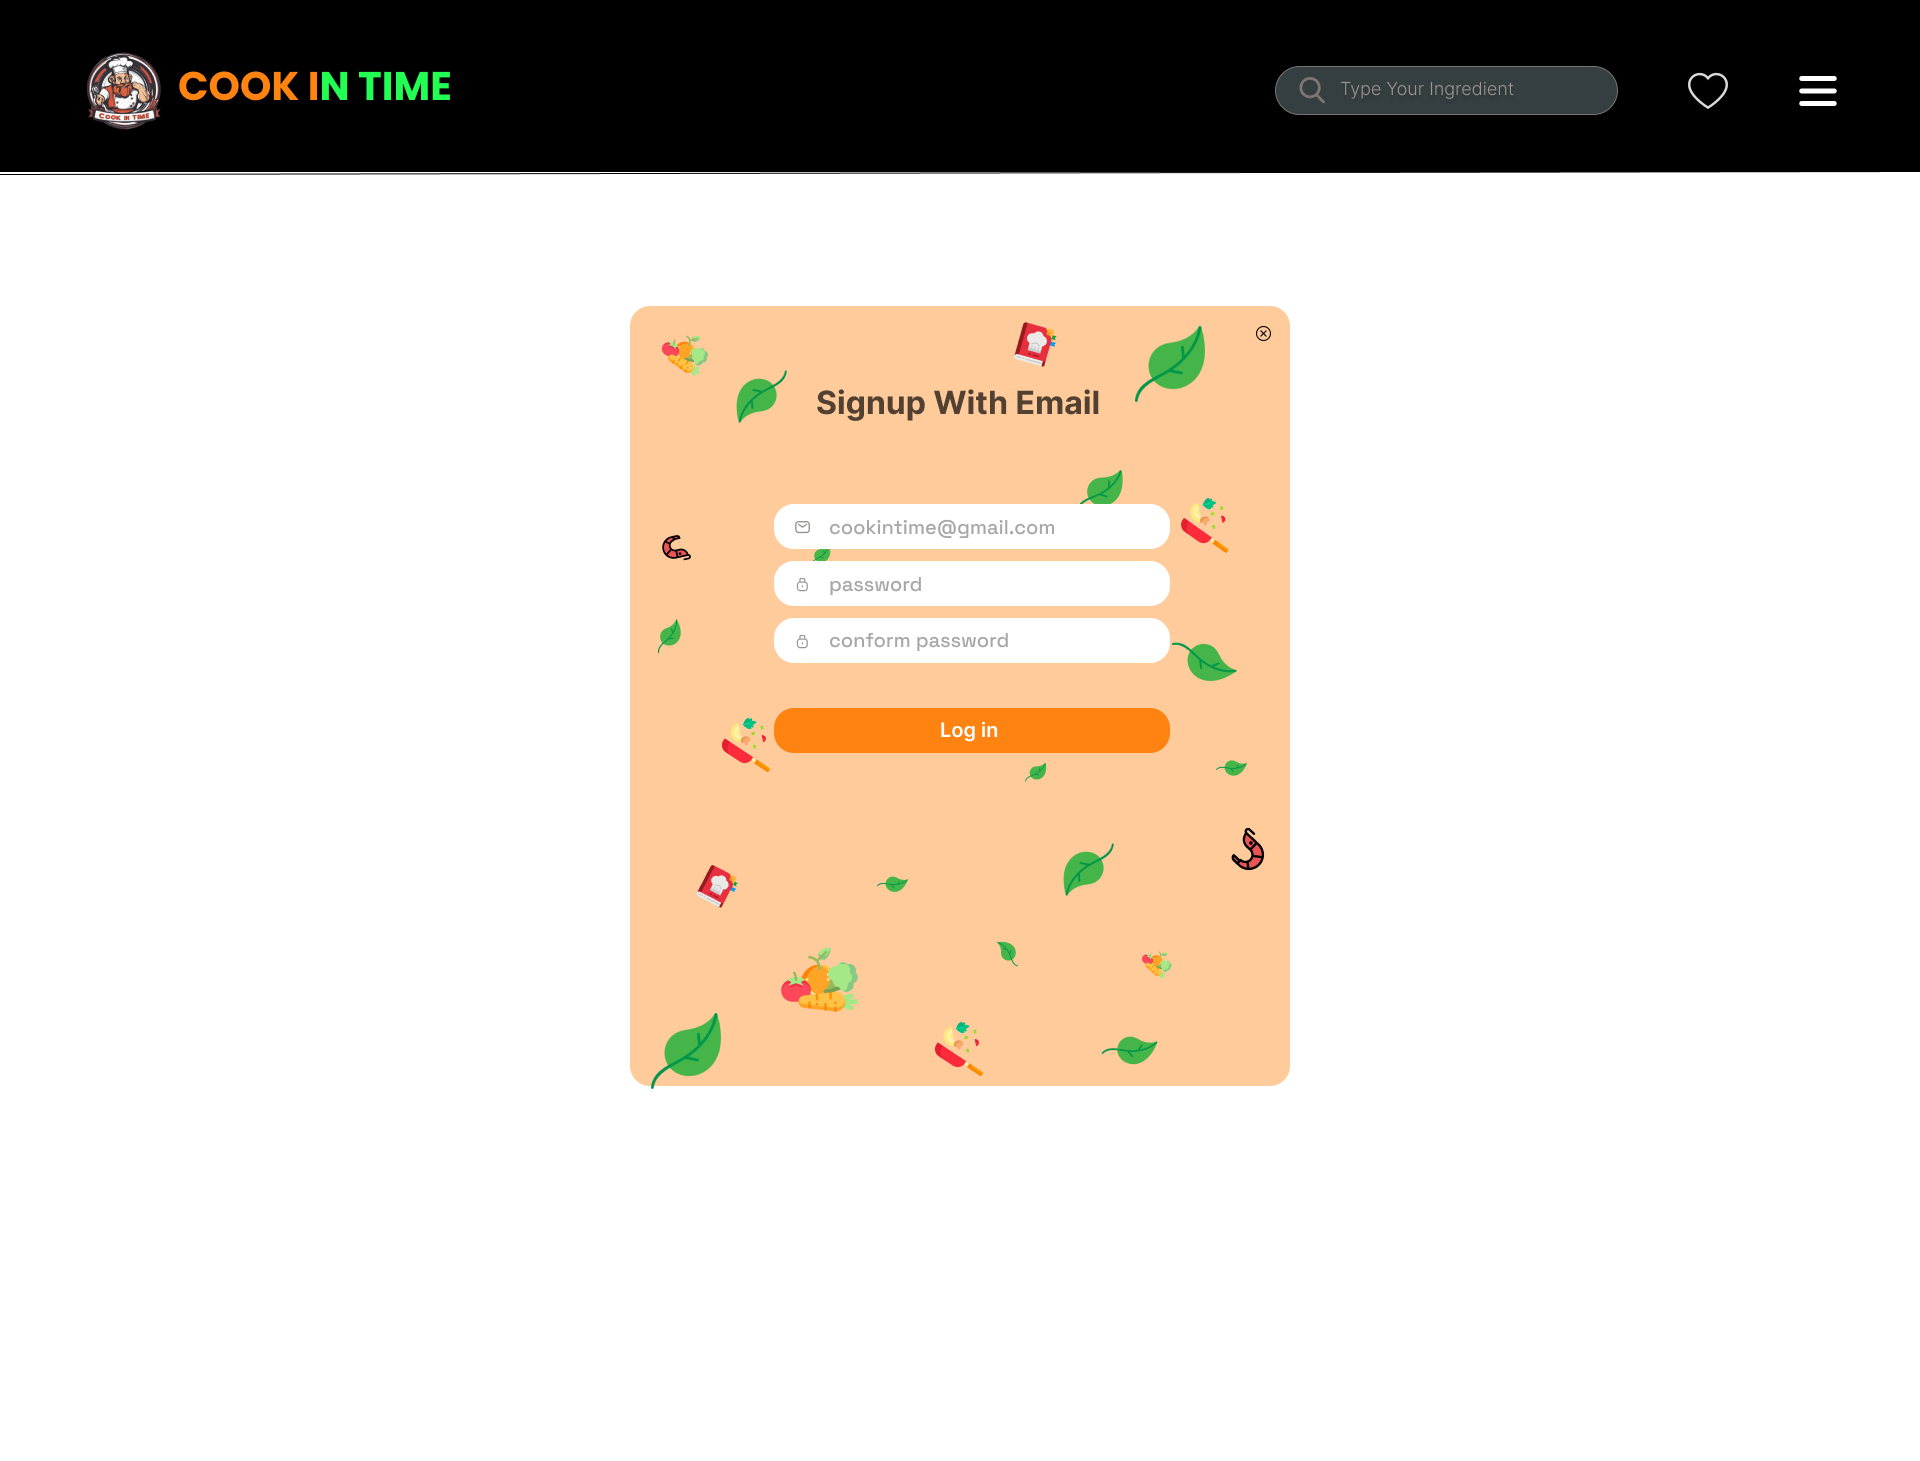 COOK IN TIME
COOK IN TIME
Type Your Ingredient
Signup With Email
cookintime@gmail.com
password
conform password
Log in